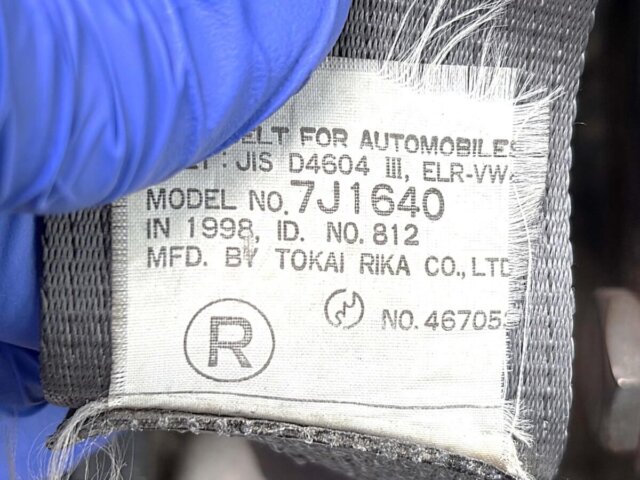 FOR AUTOMOBILES
: JIS D4604 III, ELR-VW
MODEL NO. 7J1640
IN 1998, ID. NO. 812
MFD. BY TOKAI RIKA CO., LTD
NO. 46705
R